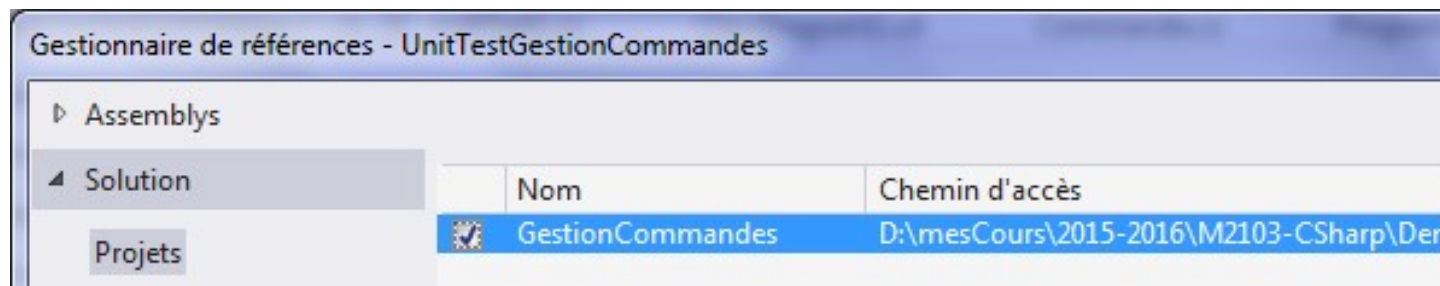 Gestionnaire de références - UnitTestGestionCommandes
Assemblys
Solution
Nom Chemin d'accès
GestionCommandes D:\mesCours\2015-2016\M2103-CSharp\Der
Projets